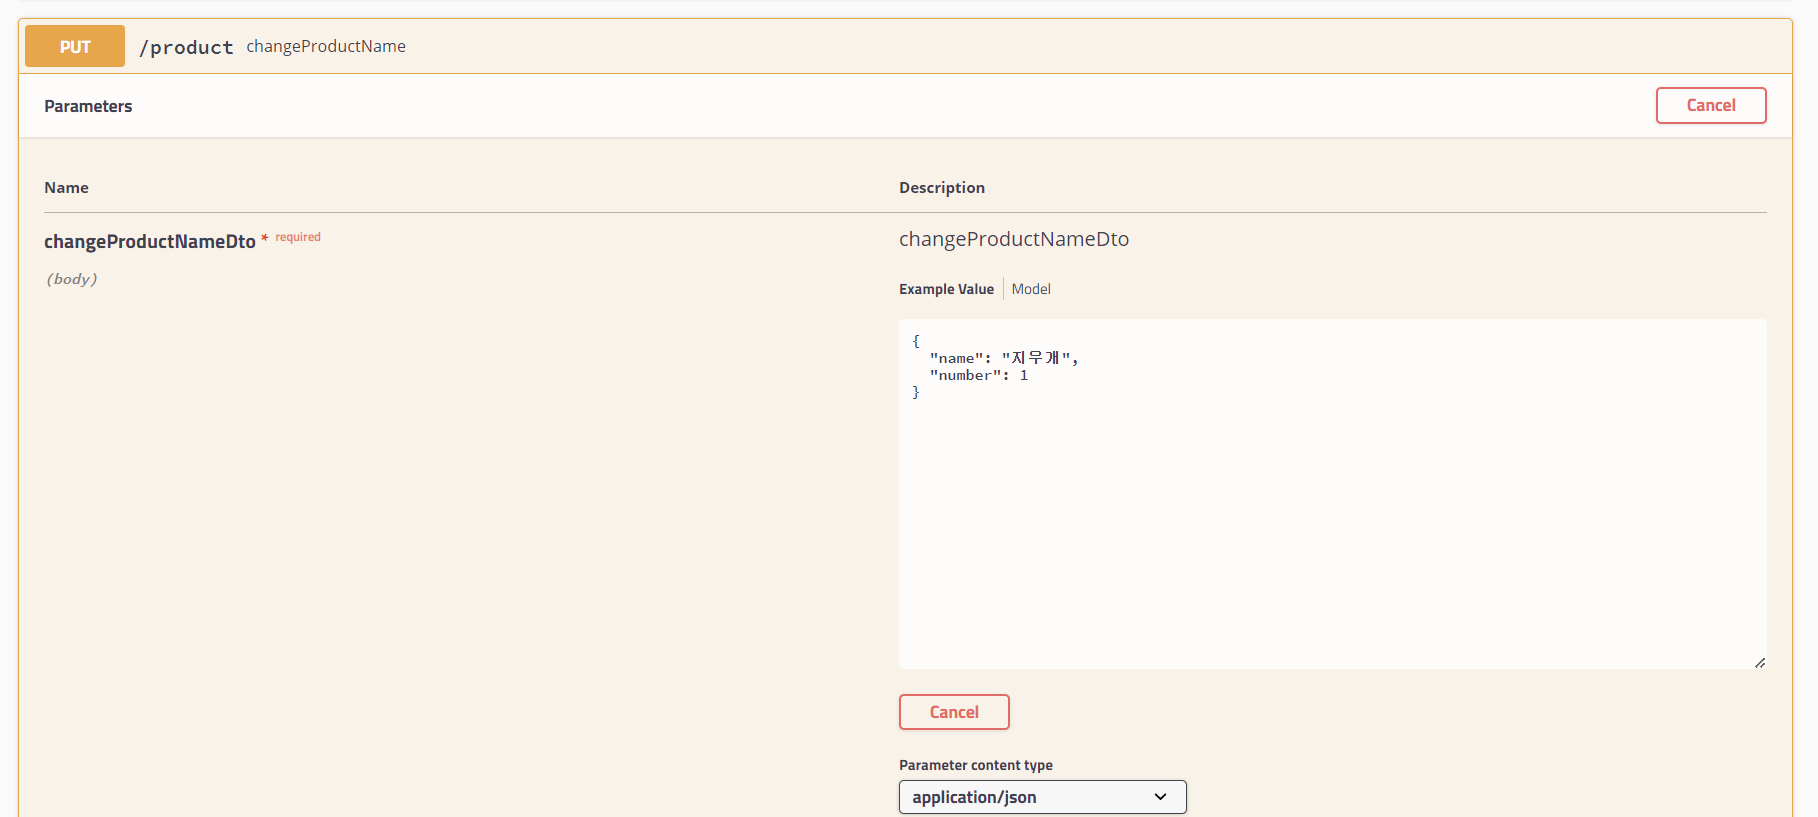 PUT /product changeProductName
Parameters
Cancel
Name Description
changeProductNameDto * required
(body)
changeProductNameDto
Example Value Model
{
"name": "지우개",
"number": 1
}
Cancel
Parameter content type
application/json